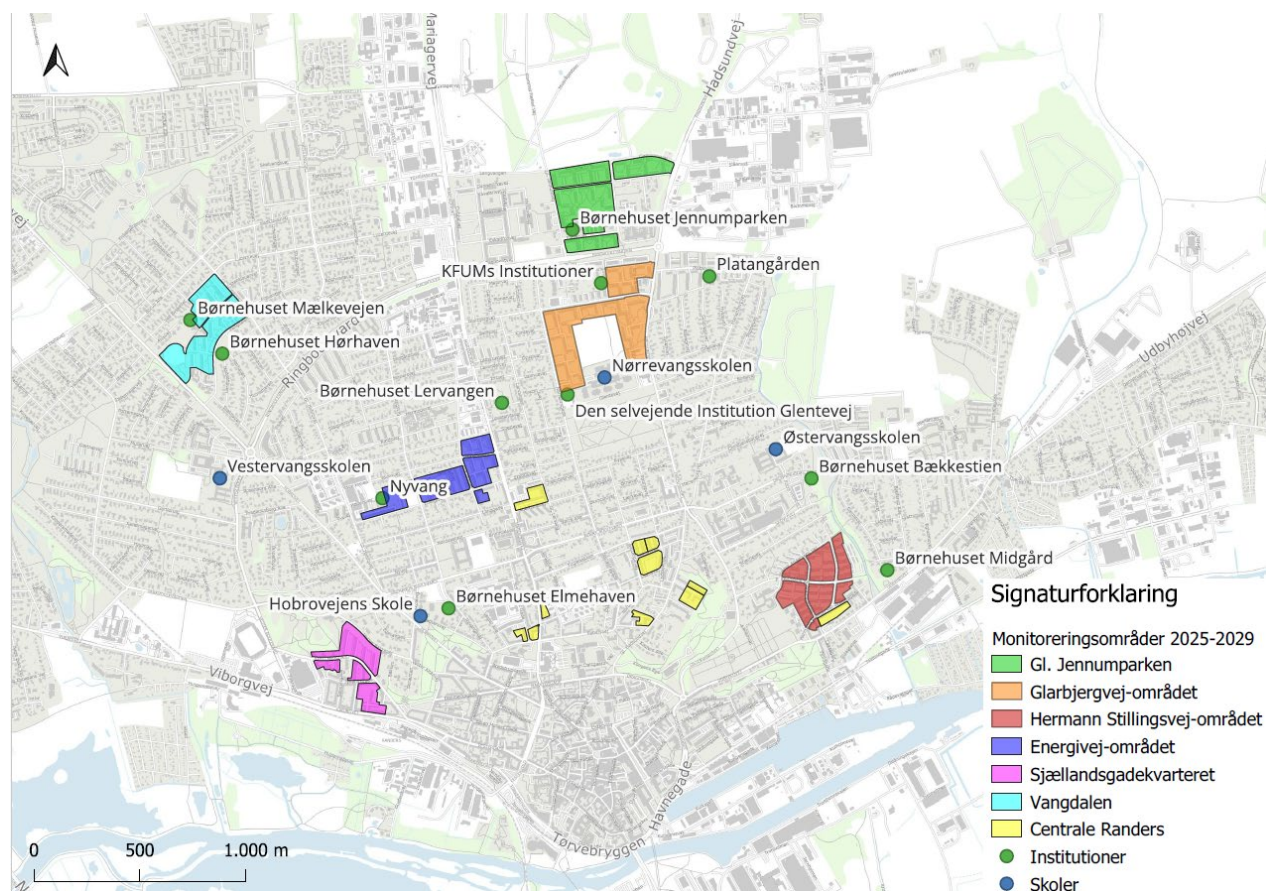 Mariagervej
Hadsundvej
Børnehuset Jennumparken
KFUMs Institutioner
Platangården
Børnehuset Mælkevejen
Børnehuset Hørhaven
Ringboulevard
Udbyhøjvej
Nørrevangsskolen
Børnehuset Lervangen
Den selvejende Institution Glentevej
Østervangsskolen
Vestervangsskolen
Børnehuset Bækkestien
Nyvang
Børnehuset Midgård
Børnehuset Elmehaven
Hobrovejens Skole
Viborgvej
Havnegade
Tørvebryggen
0 500 1.000 m
Signaturforklaring
Monitoreringsområder 2025-2029
Gl. Jennumparken
Glarbjergvej-området
Hermann Stillingsvej-området
Energivej-området
Sjællandsgadekvarteret
Vangdalen
Centrale Randers
Institutioner
Skoler